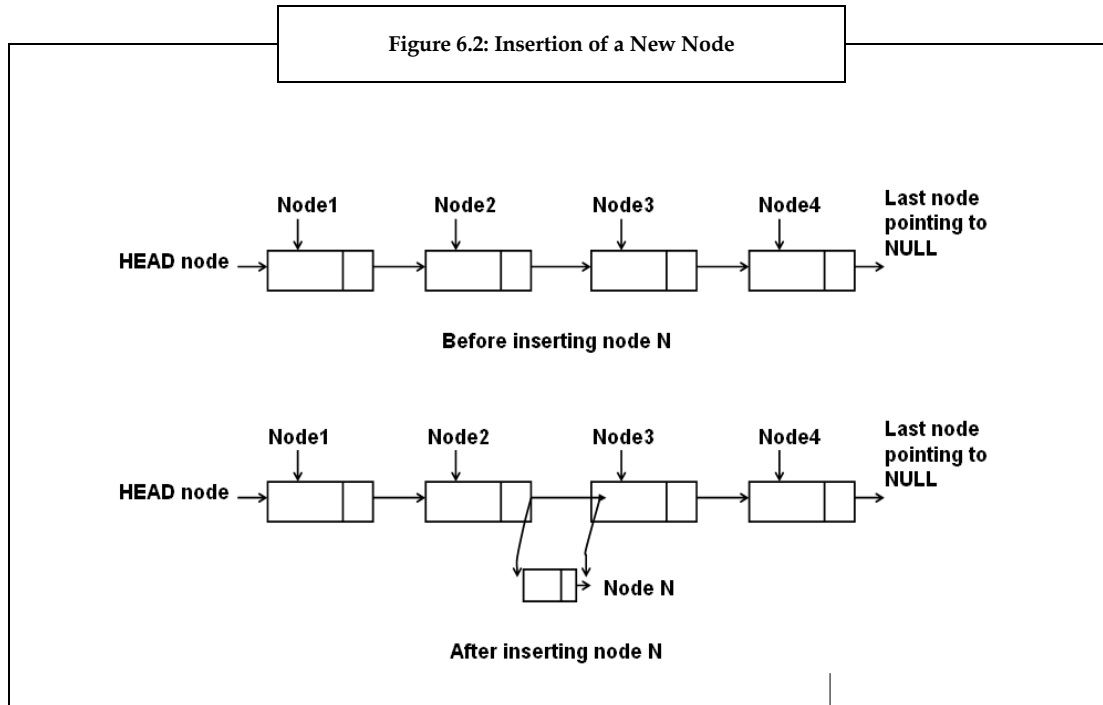 Figure 6.2: Insertion of a New Node
Node1
Node2
Node3
Node4
Last node
pointing to
NULL
HEAD node
Before inserting node N
Node1
Node2
Node3
Node4
Last node
pointing to
NULL
HEAD node
Node N
After inserting node N